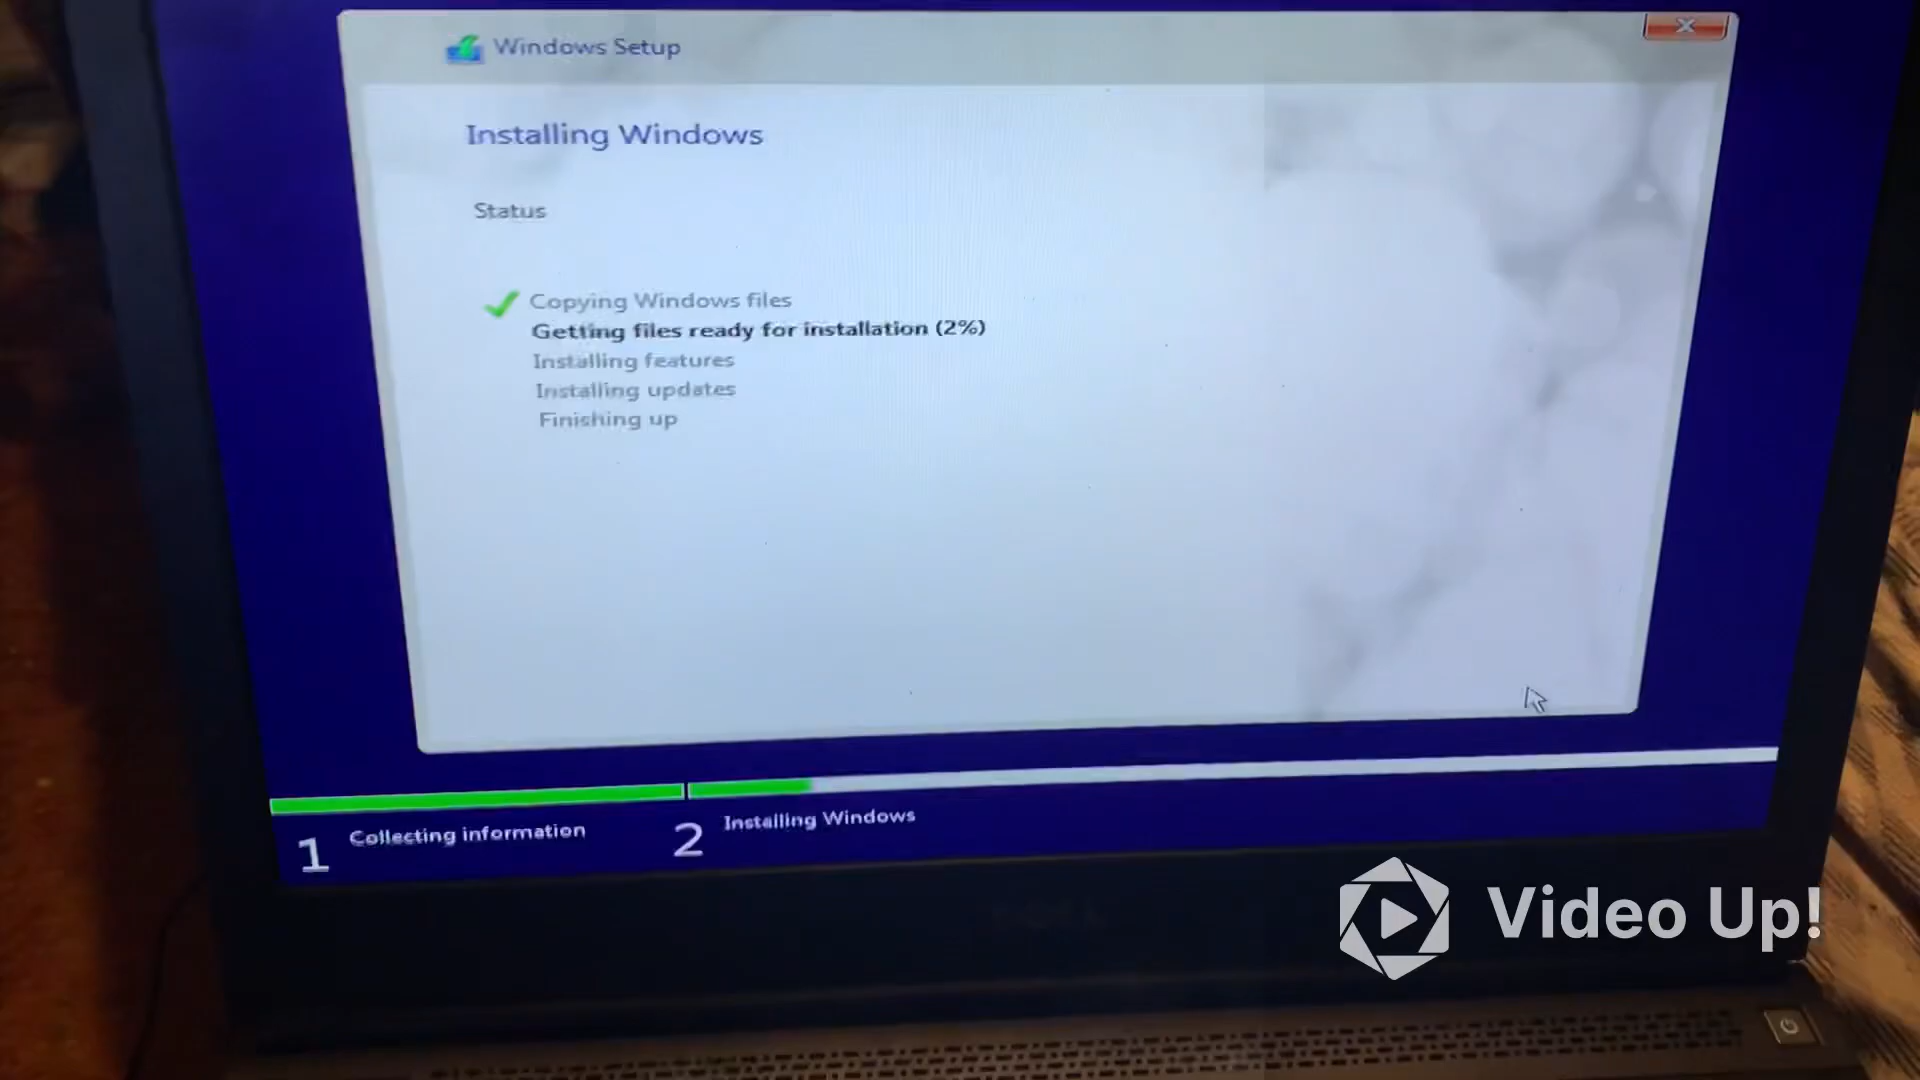 Windows Setup
Installing Windows
Status
Copying Windows files
Getting files ready for installation (2%)
Installing features
Installing updates
Finishing up
1 Collecting information
2 Installing Windows
Video Up!